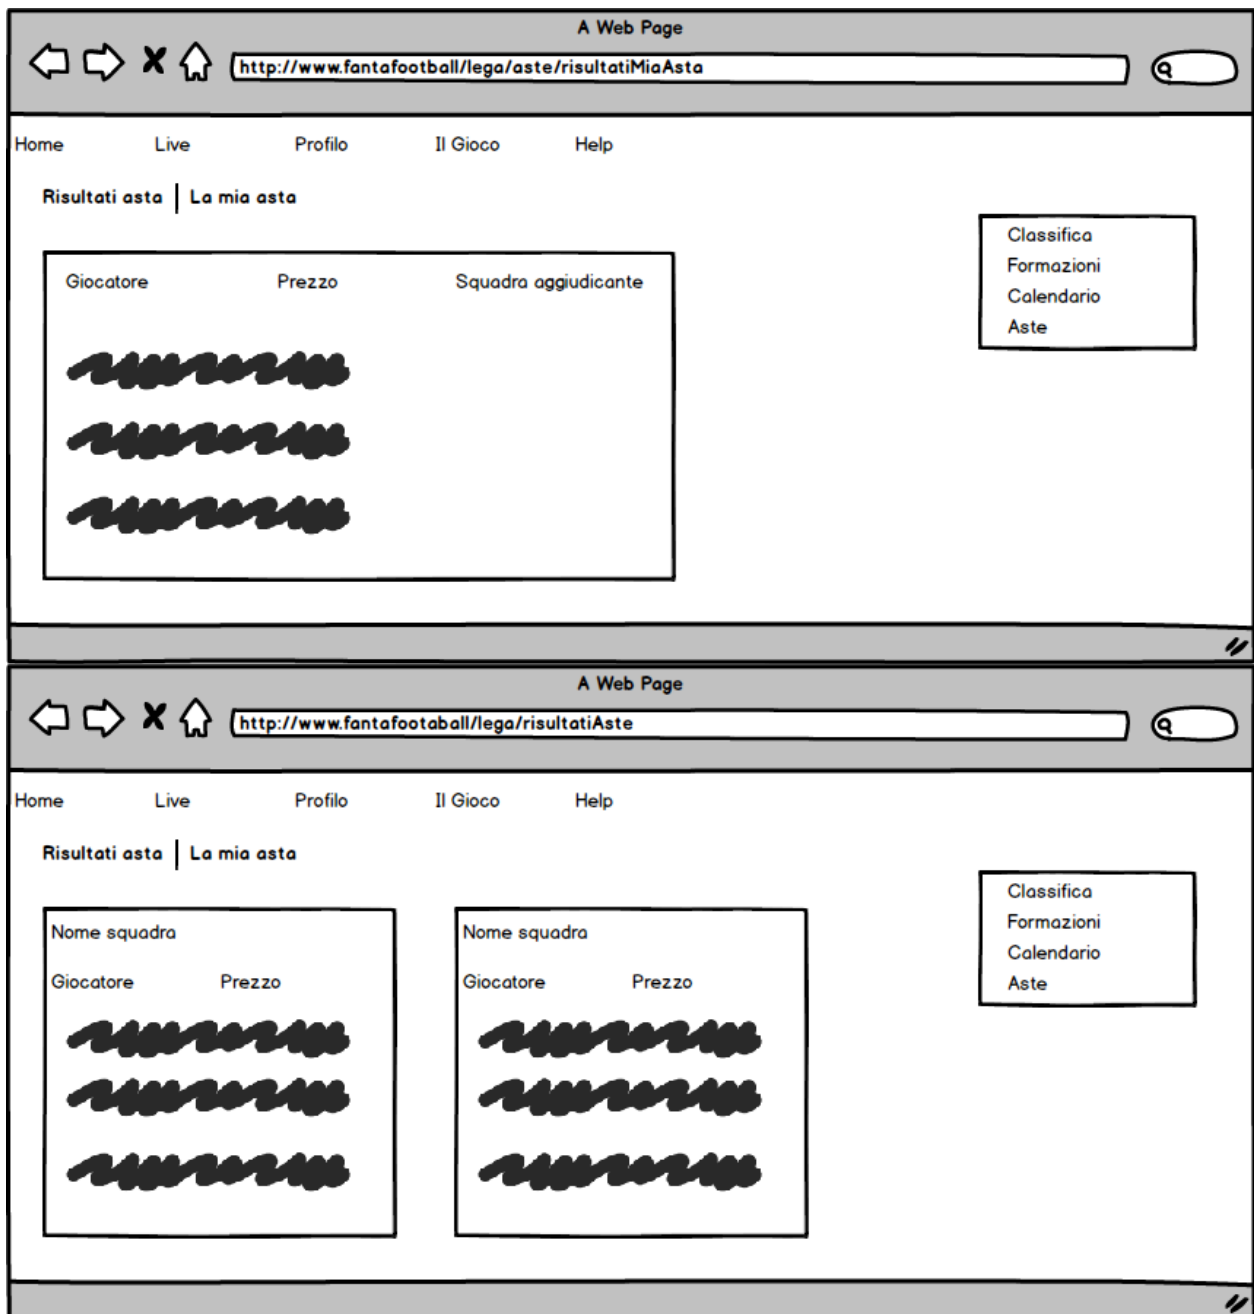 A Web Page
http://www.fantafootball/lega/aste/risultatiMiaAsta
Home Live Profilo Il Gioco Help
Risultati asta La mia asta
Classifica
Formazioni
Calendario
Aste
Giocatore Prezzo Squadra aggiudicante
A Web Page
http://www.fantafootaball/lega/risultatiAste
Home Live Profilo Il Gioco Help
Risultati asta La mia asta
Classifica
Formazioni
Calendario
Aste
Nome squadra
Giocatore Prezzo
Nome squadra
Giocatore Prezzo